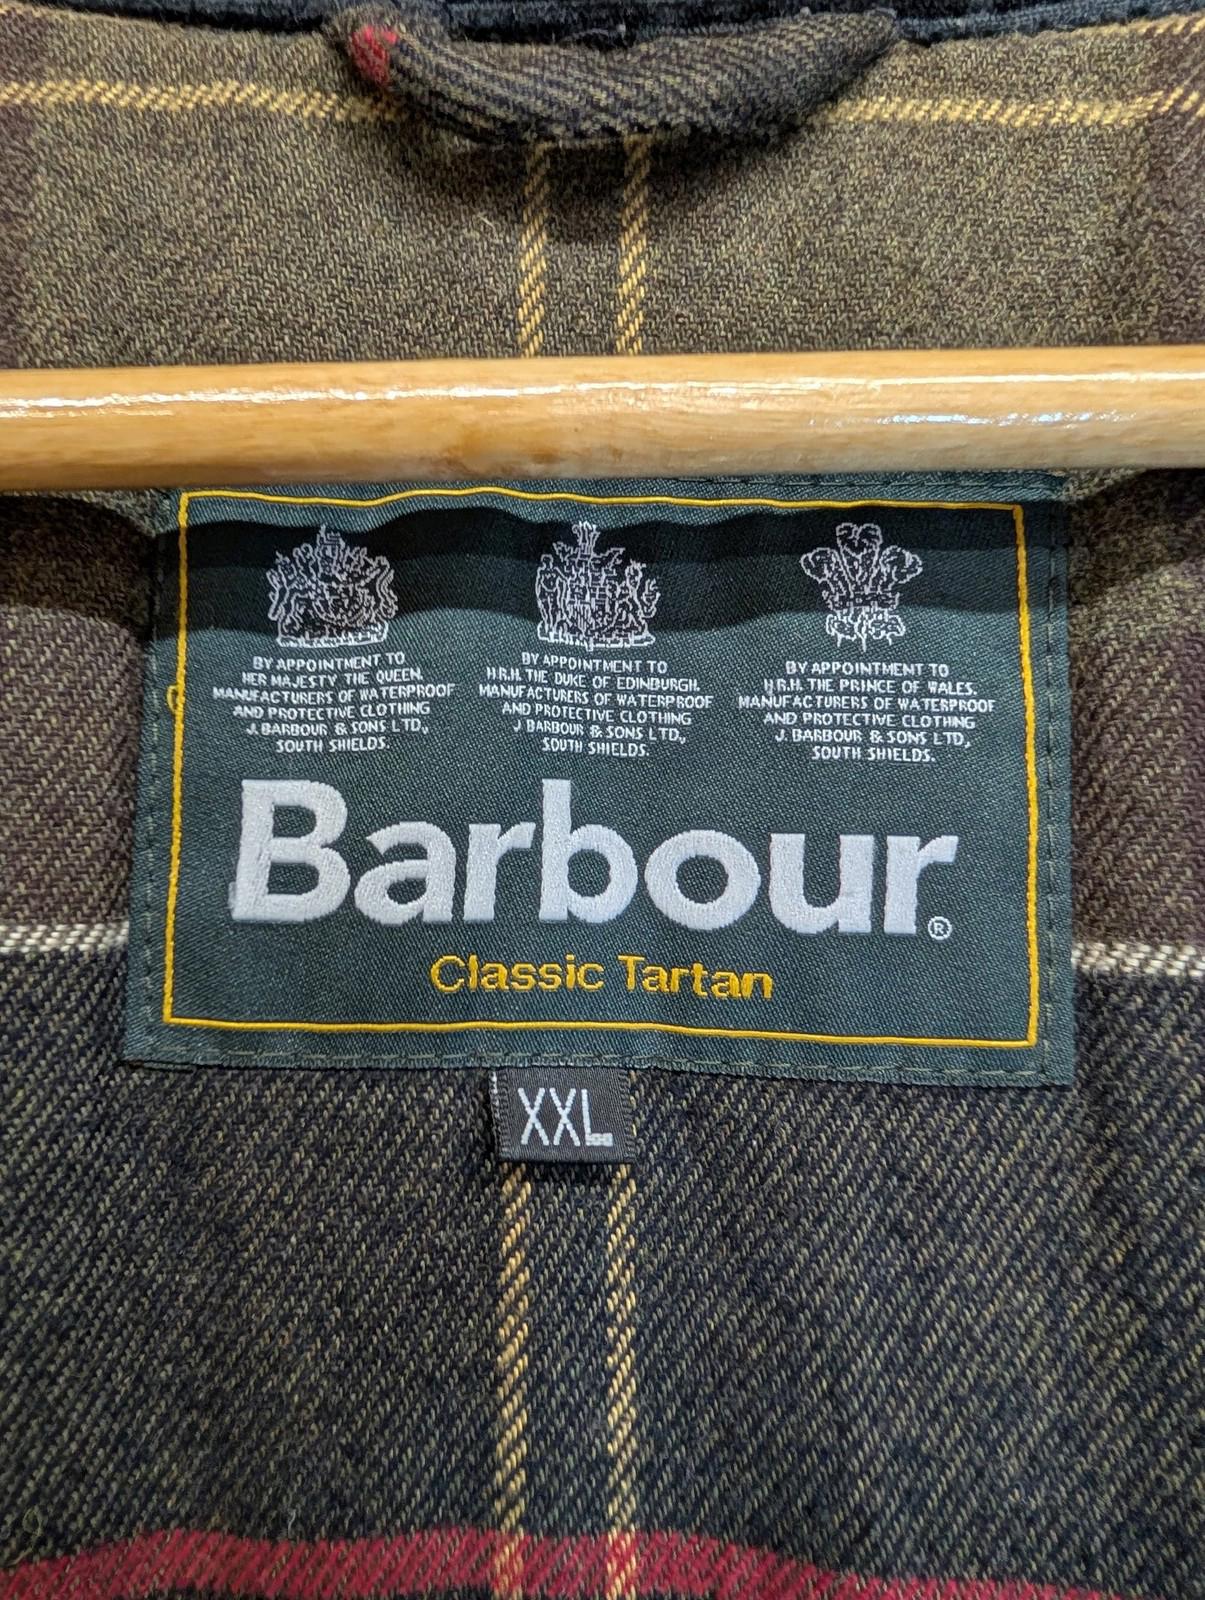 BY APPOINTMENT TO
HER MAJESTY THE QUEEN.
MANUFACTURERS OF WATERPROOF
AND PROTECTIVE CLOTHING
J. BARBOUR & SONS LTD.,
SOUTH SHIELDS.
BY APPOINTMENT TO
H.R.H. THE DUKE OF EDINBURGH.
MANUFACTURERS OF WATERPROOF
AND PROTECTIVE CLOTHING
J. BARBOUR & SONS LTD.,
SOUTH SHIELDS.
BY APPOINTMENT TO
H.R.H. THE PRINCE OF WALES.
MANUFACTURERS OF WATERPROOF
AND PROTECTIVE CLOTHING
J. BARBOUR & SONS LTD.,
SOUTH SHIELDS.
Barbour®
Classic Tartan
XXL